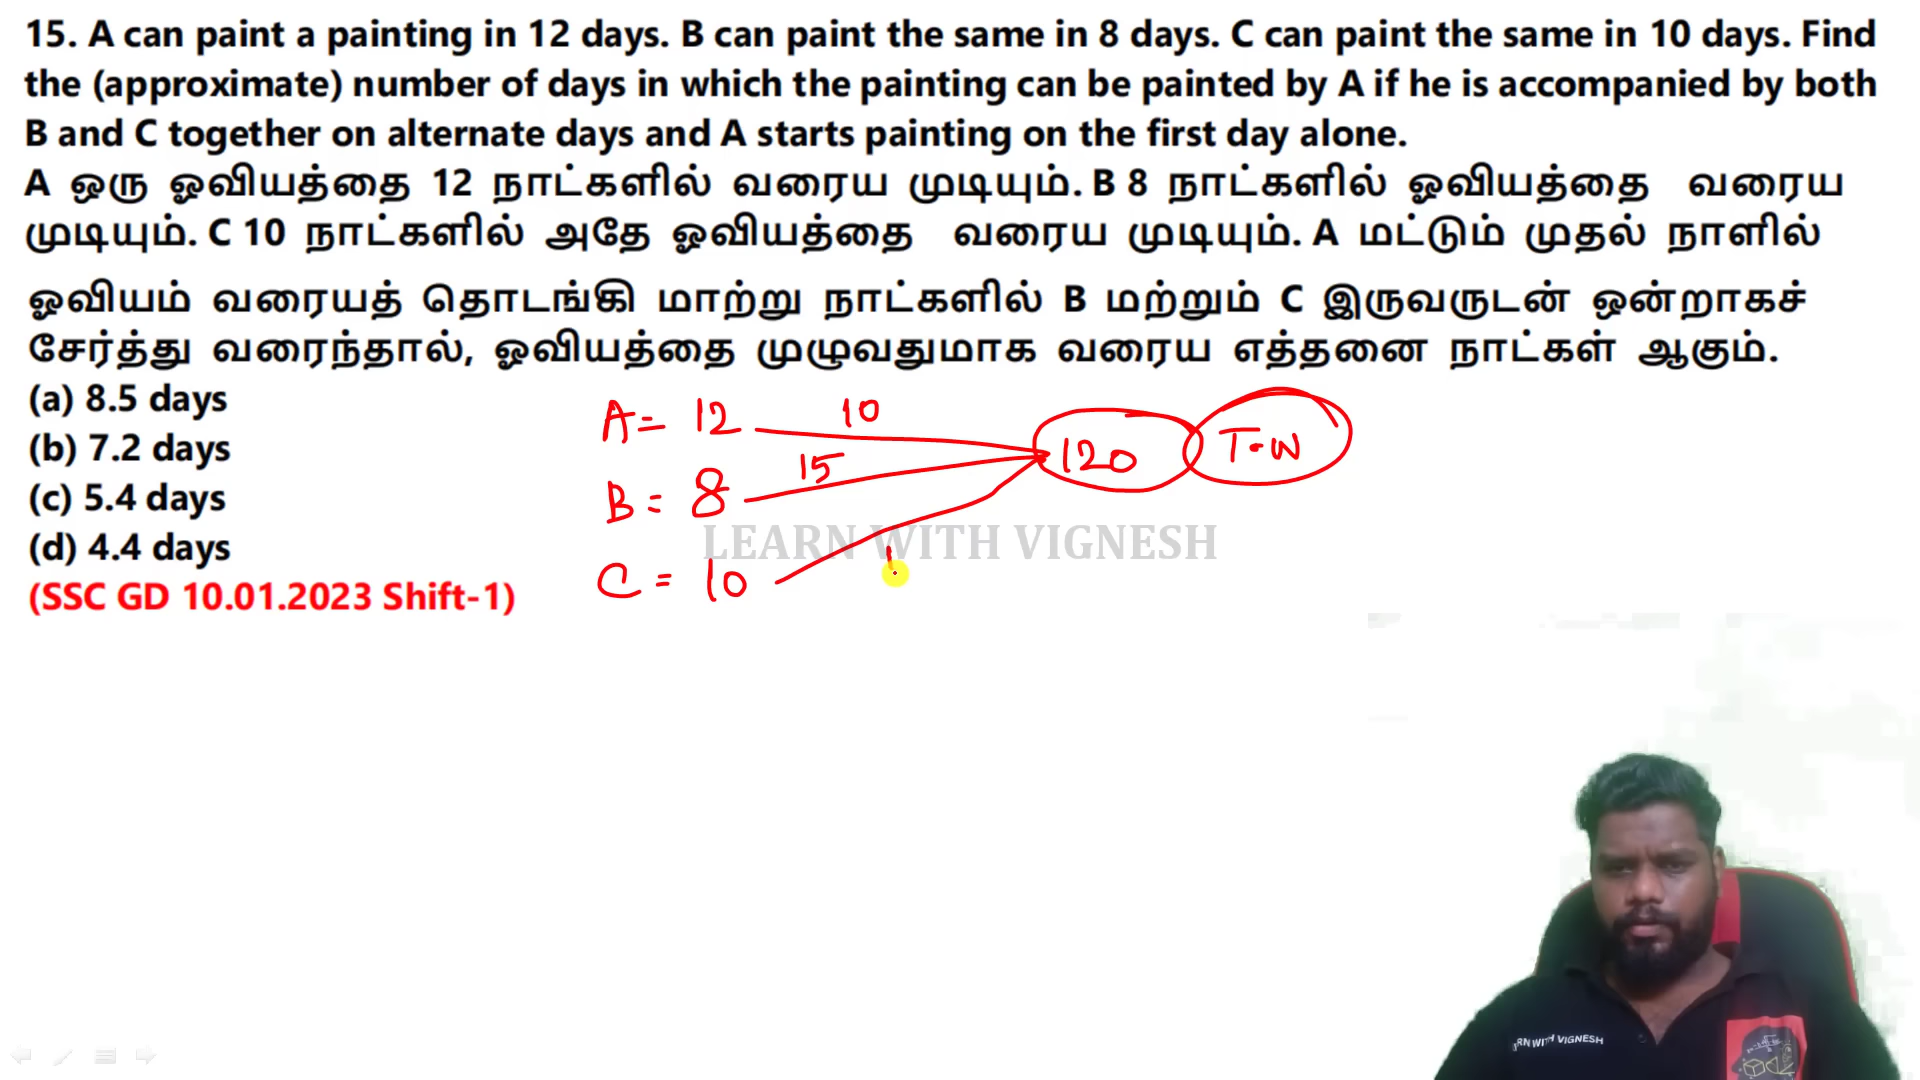 15. A can paint a painting in 12 days. B can paint the same in 8 days. C can paint the same in 10 days. Find
the (approximate) number of days in which the painting can be painted by A if he is accompanied by both
B and C together on alternate days and A starts painting on the first day alone.
A ஒரு ஓவியத்தை 12 நாட்களில் வரைய முடியும். B 8 நாட்களில் ஓவியத்தை வரைய
முடியும். C 10 நாட்களில் அதே ஓவியத்தை வரைய முடியும். A மட்டும் முதல் நாளில்
ஓவியம் வரையத் தொடங்கி மாற்று நாட்களில் B மற்றும் C இருவருடன் ஒன்றாகச்
சேர்த்து வரைந்தால், ஓவியத்தை முழுவதுமாக வரைய எத்தனை நாட்கள் ஆகும்.
(a) 8.5 days
(b) 7.2 days
(c) 5.4 days
(d) 4.4 days
(SSC GD 10.01.2023 Shift-1)
A = 12 10
B = 8 15
C = 10 1
120 T.W
LEARN WITH VIGNESH
RN WITH VIGNESH